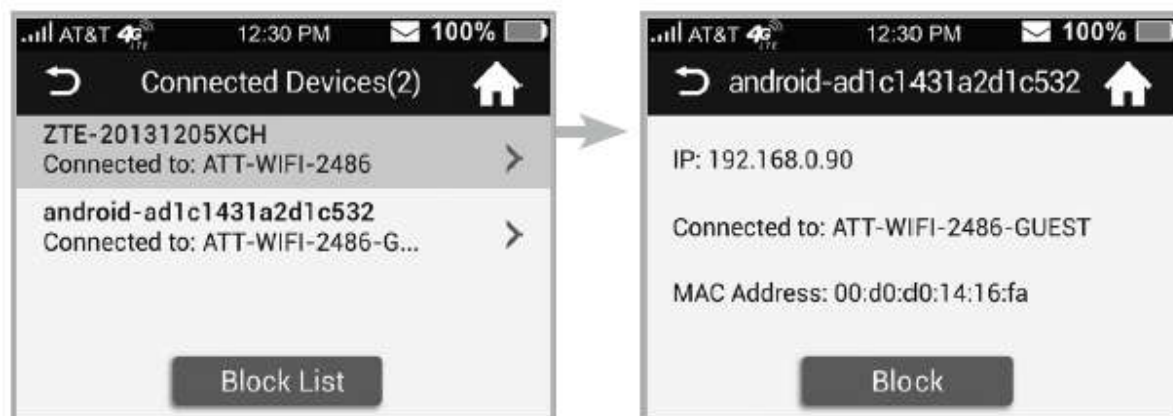 AT&T 4G LTE 12:30 PM 100%
Connected Devices(2)
ZTE-20131205XCH
Connected to: ATT-WIFI-2486
android-ad1c1431a2d1c532
Connected to: ATT-WIFI-2486-G...
Block List
AT&T 4G LTE 12:30 PM 100%
android-ad1c1431a2d1c532
IP: 192.168.0.90
Connected to: ATT-WIFI-2486-GUEST
MAC Address: 00:d0:d0:14:16:fa
Block